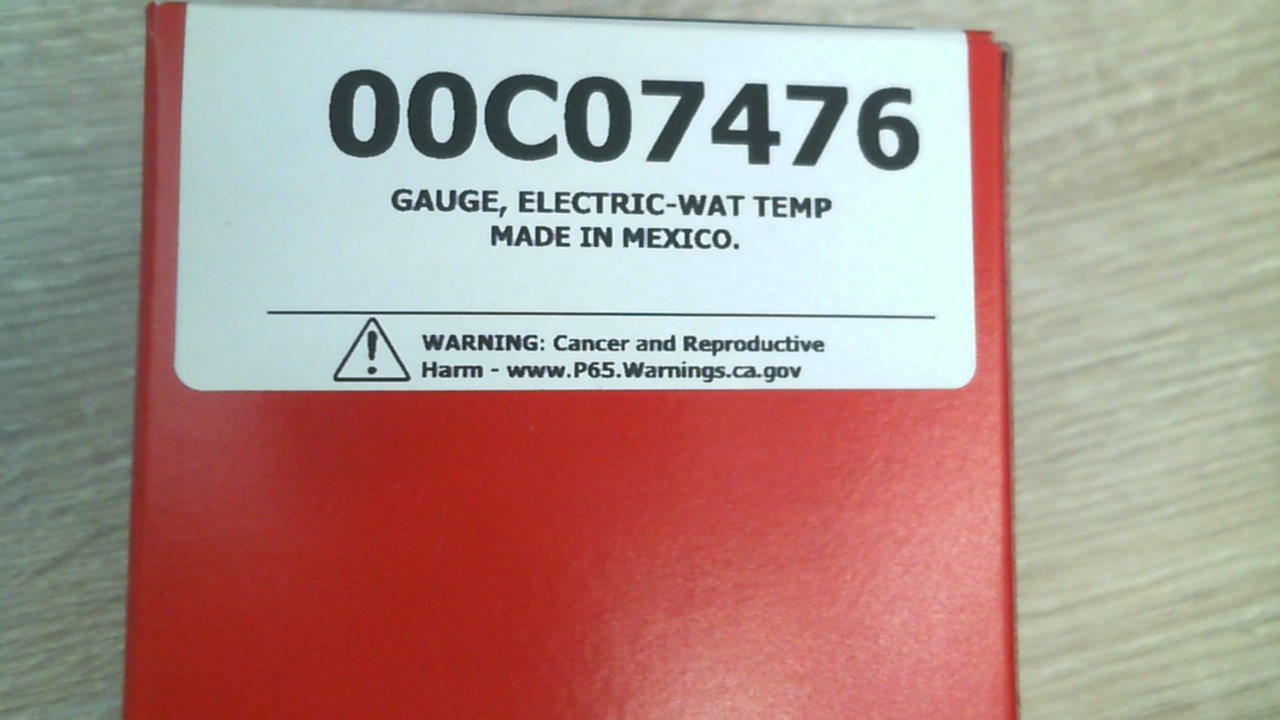 00C07476
GAUGE, ELECTRIC-WAT TEMP
MADE IN MEXICO.
WARNING: Cancer and Reproductive
Harm - www.P65.Warnings.ca.gov